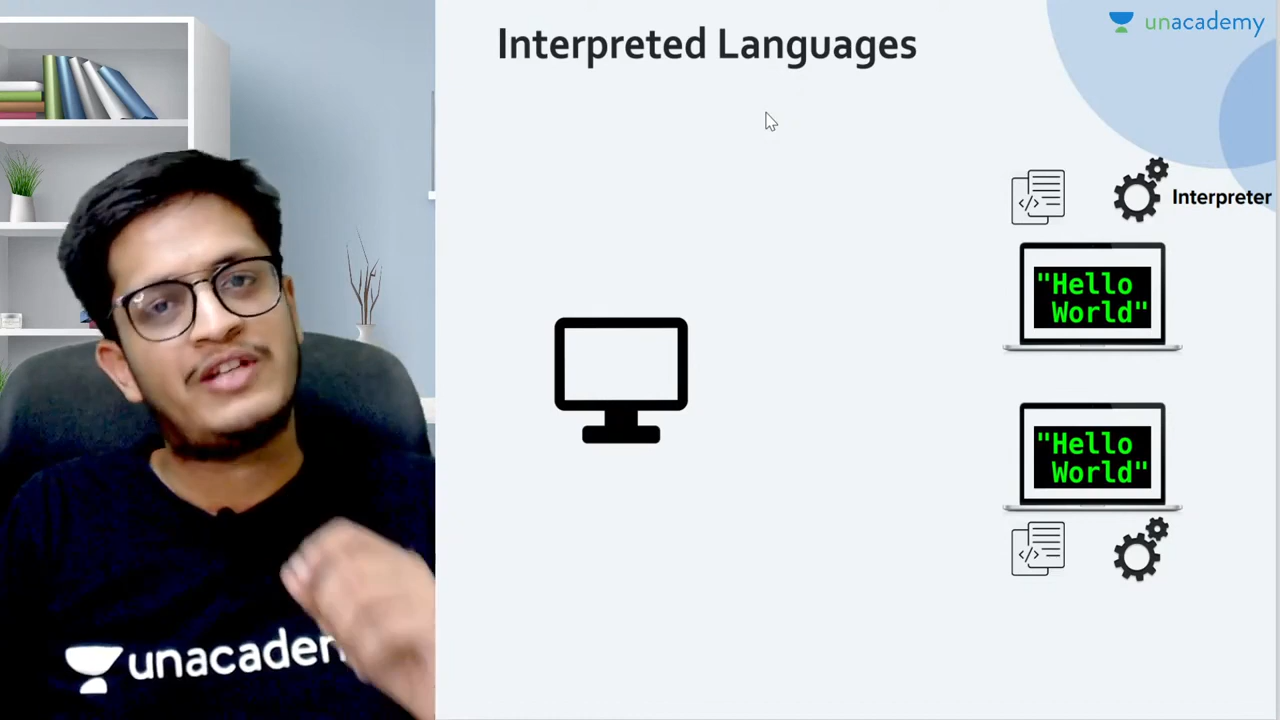 Interpreted Languages
unacademy
Interpreter
"Hello
World"
"Hello
World"
unacader